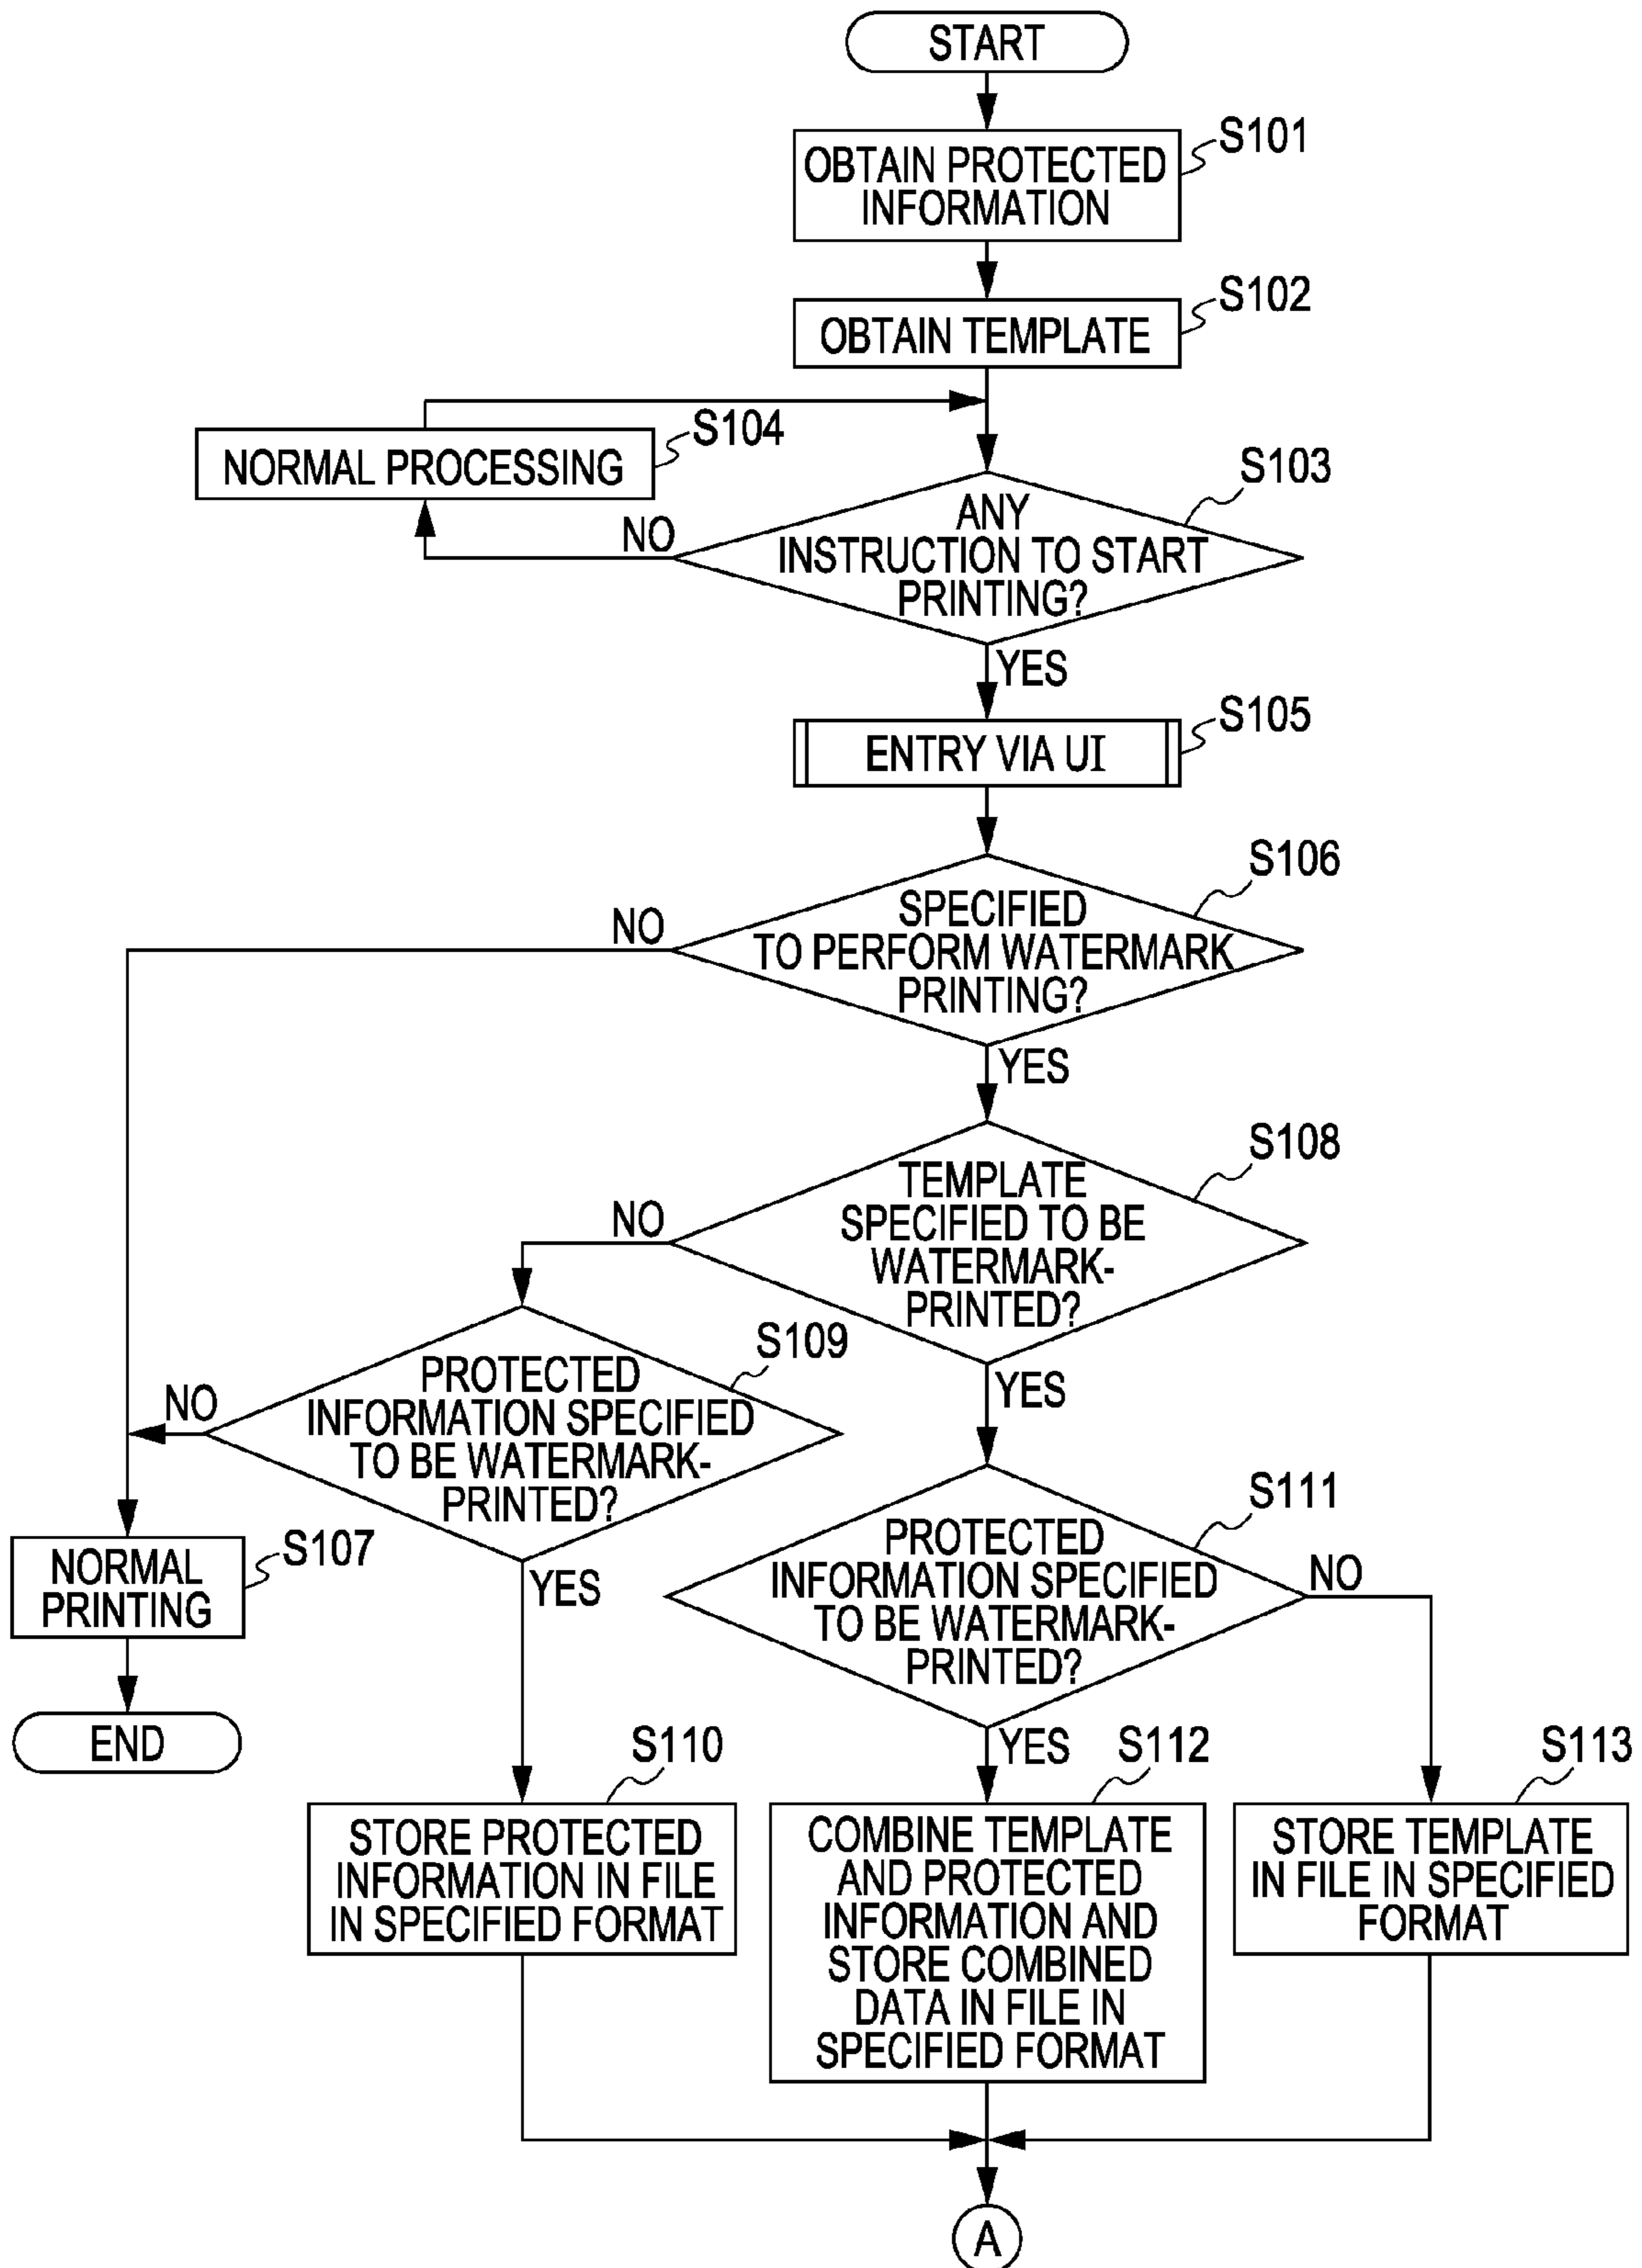 START
S101
OBTAIN PROTECTED
INFORMATION
S102
OBTAIN TEMPLATE
S104
NORMAL PROCESSING
S103
ANY
INSTRUCTION TO START
PRINTING?
NO
YES
S105
ENTRY VIA UI
S106
SPECIFIED
TO PERFORM WATERMARK
PRINTING?
NO
YES
S108
TEMPLATE
SPECIFIED TO BE
WATERMARK-
PRINTED?
NO
YES
S109
PROTECTED
INFORMATION SPECIFIED
TO BE WATERMARK-
PRINTED?
NO
YES
S107
NORMAL
PRINTING
END
S111
PROTECTED
INFORMATION SPECIFIED
TO BE WATERMARK-
PRINTED?
NO
YES
S110
STORE PROTECTED
INFORMATION IN FILE
IN SPECIFIED FORMAT
S112
COMBINE TEMPLATE
AND PROTECTED
INFORMATION AND
STORE COMBINED
DATA IN FILE IN
SPECIFIED FORMAT
S113
STORE TEMPLATE
IN FILE IN SPECIFIED
FORMAT
A